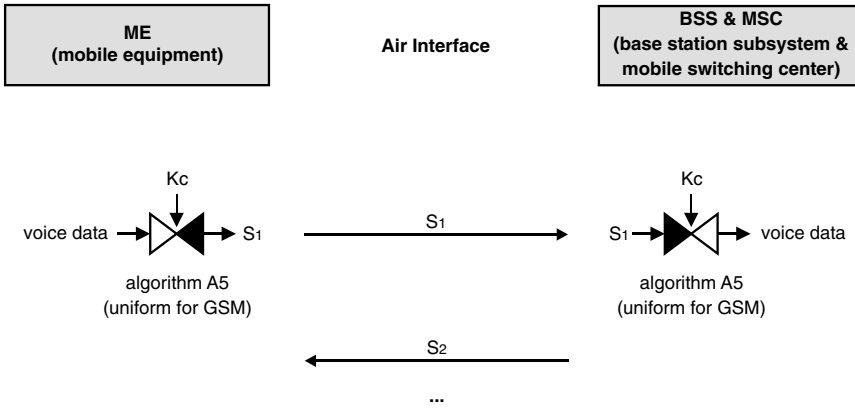 ME
(mobile equipment)
Air Interface
BSS & MSC
(base station subsystem &
mobile switching center)
Kc
voice data
S1
algorithm A5
(uniform for GSM)
S1
Kc
S1
voice data
algorithm A5
(uniform for GSM)
S2
...